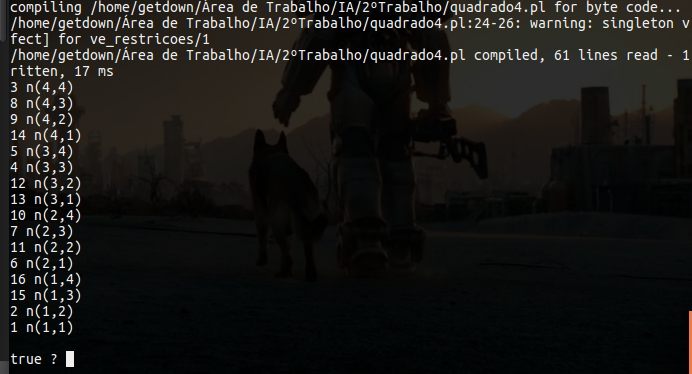 compiling /home/getdown/Área de Trabalho/IA/2ºTrabalho/quadrado4.pl for byte code...
/home/getdown/Área de Trabalho/IA/2ºTrabalho/quadrado4.pl:24-26: warning: singleton v
fect] for ve_restricoes/1
/home/getdown/Área de Trabalho/IA/2ºTrabalho/quadrado4.pl compiled, 61 lines read - 1
ritten, 17 ms
3 n(4,4)
8 n(4,3)
9 n(4,2)
14 n(4,1)
5 n(3,4)
4 n(3,3)
12 n(3,2)
13 n(3,1)
10 n(2,4)
7 n(2,3)
11 n(2,2)
6 n(2,1)
16 n(1,4)
15 n(1,3)
2 n(1,2)
1 n(1,1)
true ?